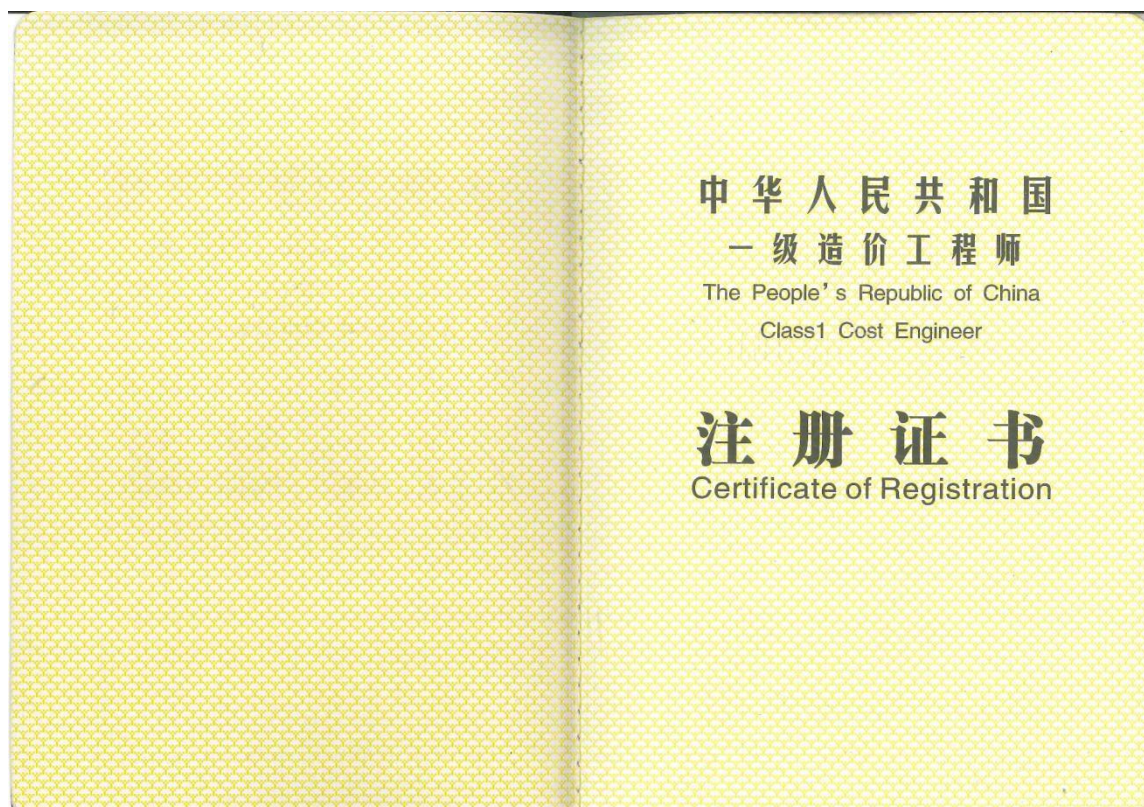 中华人民共和国
一级造价工程师
The People's Republic of China
Class1 Cost Engineer
注册证书
Certificate of Registration